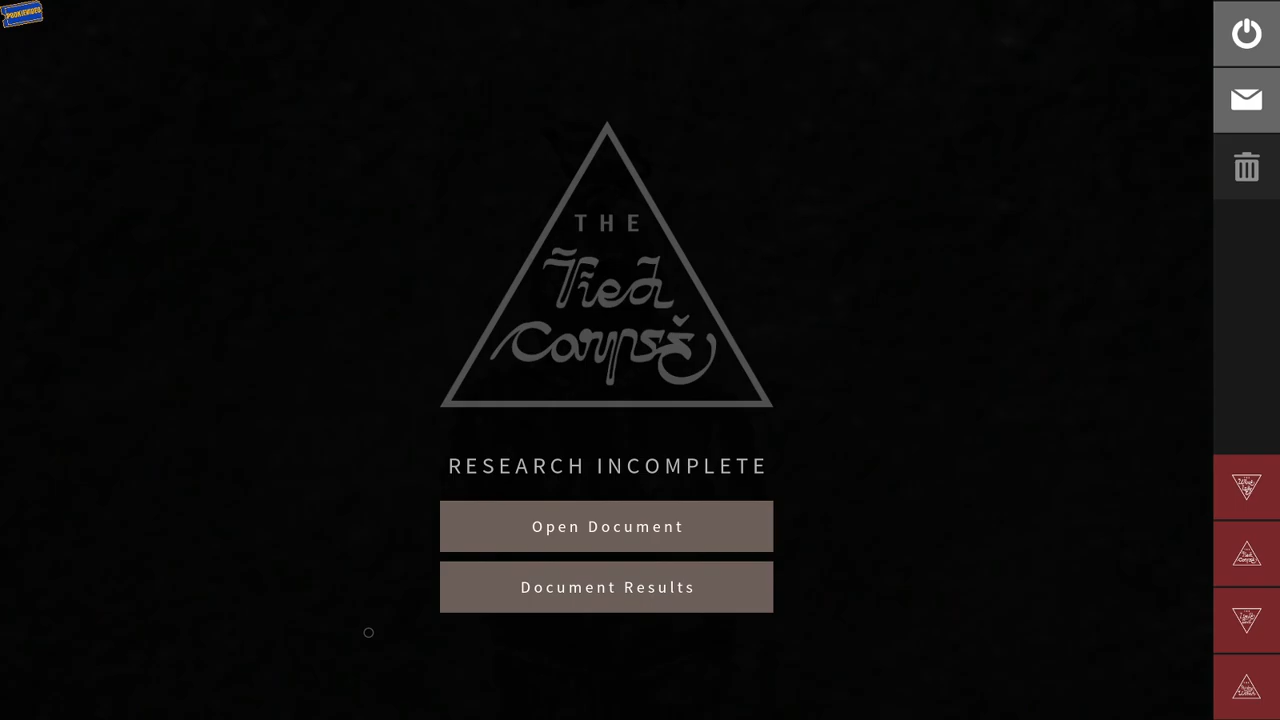 THE
Tied
Corpse
RESEARCH INCOMPLETE
Open Document
Document Results